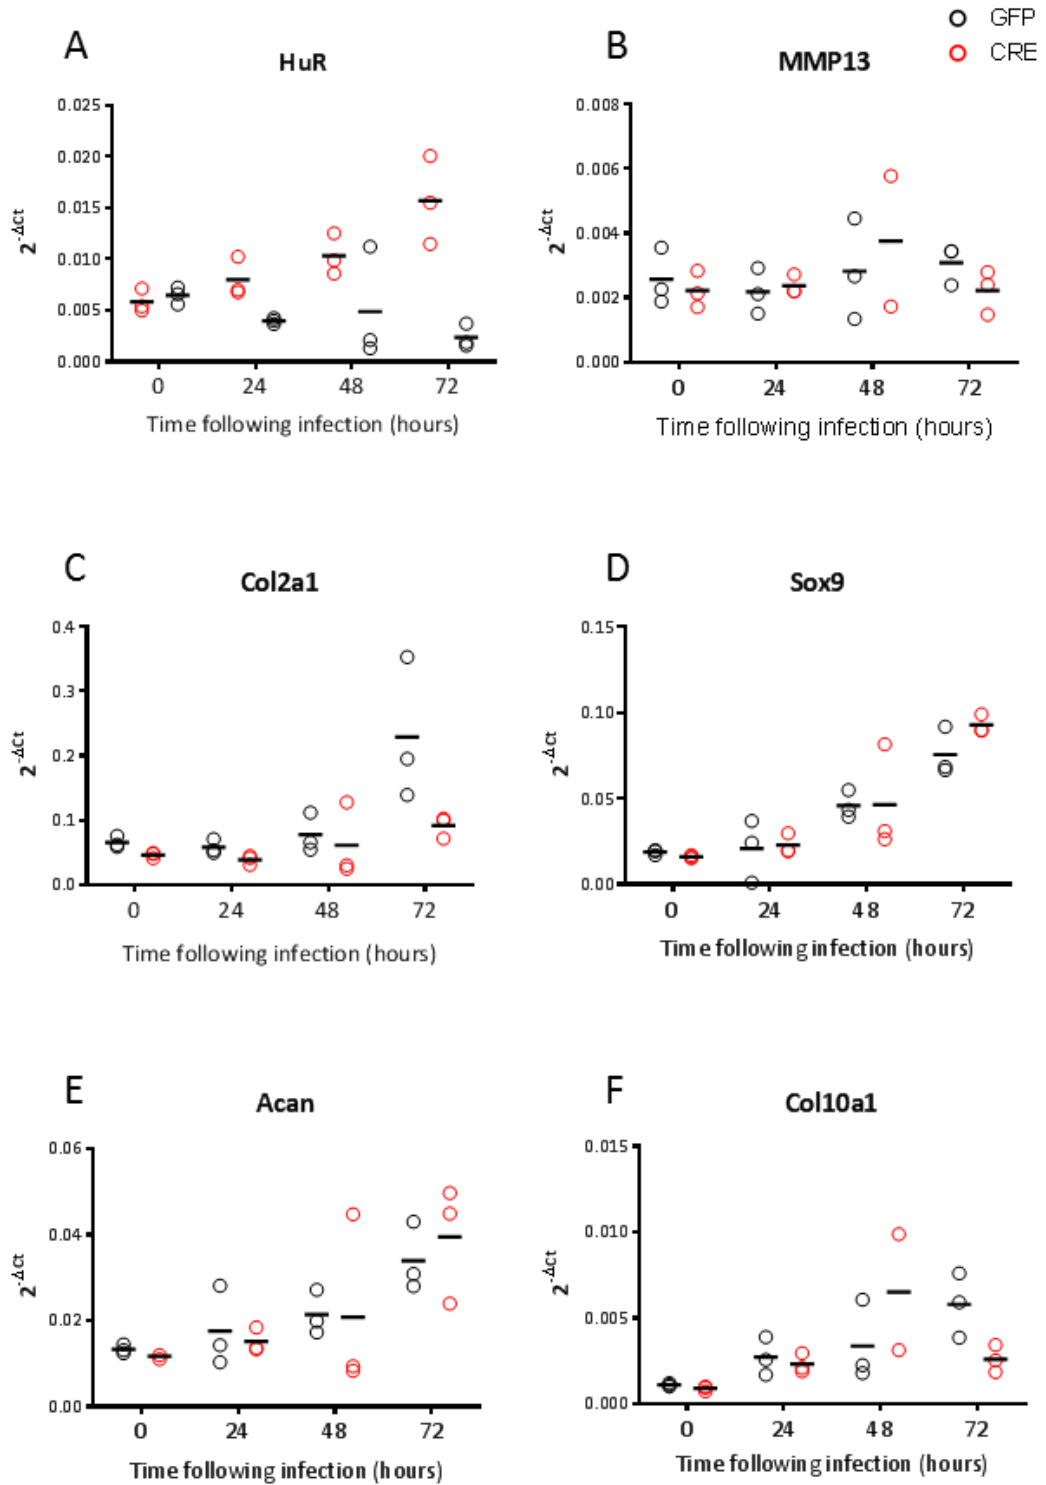 GFP
CRE
A
HuR
0.025
0.020
0.015
0.010
0.005
0.000
2^-ΔCt
0 24 48 72
Time following infection (hours)
B
MMP13
0.008
0.006
0.004
0.002
0.000
2^-ΔCt
0 24 48 72
Time following infection (hours)
C
Col2a1
0.4
0.3
0.2
0.1
0.0
2^-ΔCt
0 24 48 72
Time following infection (hours)
D
Sox9
0.15
0.10
0.05
0.00
2^-ΔCt
0 24 48 72
Time following infection (hours)
E
Acan
0.06
0.04
0.02
0.00
2^-ΔCt
0 24 48 72
Time following infection (hours)
F
Col10a1
0.015
0.010
0.005
0.000
2^-ΔCt
0 24 48 72
Time following infection (hours)